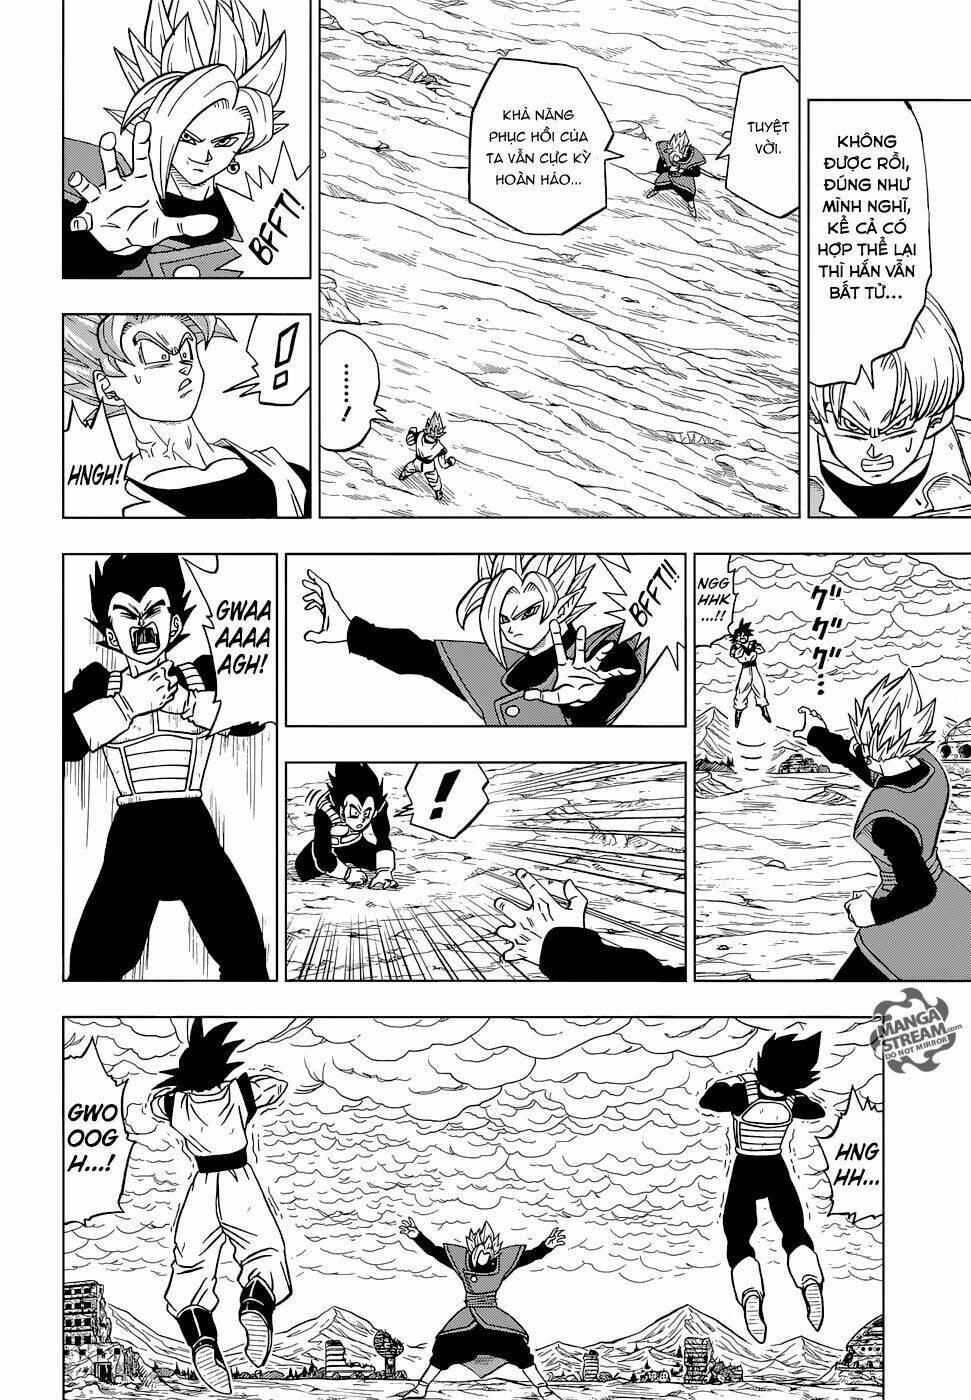 KHÔNG
ĐƯỢC RỒI,
ĐÚNG NHƯ
MÌNH NGHĨ,
KỂ CẢ CÓ
HỢP THỂ LẠI
THÌ HẮN VẪN
BẤT TỬ...
TUYỆT
VỜI.
KHẢ NĂNG
PHỤC HỒI CỦA
TA VẪN CỰC KỲ
HOÀN HẢO...
......!
BFFT!
!
HNGH!
NGG
HHK
...!!
グ"グ"グ"...
BFFT!!
!
GWAA
AAAAA
AGH!
MANGA
STREAM.com
DO NOT MIRROR!
HNG
HH...
GWO
OOG
H...!